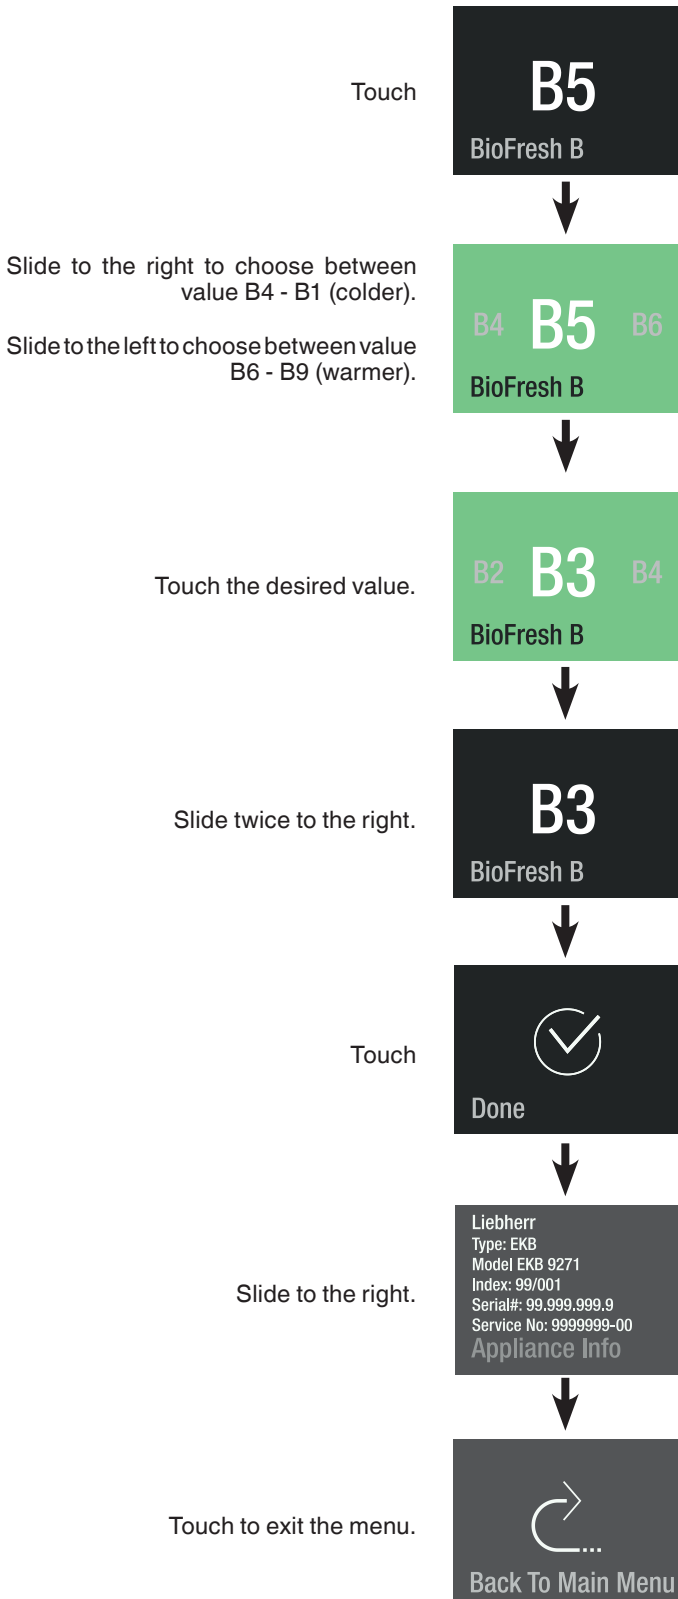 Touch
B5
BioFresh B
Slide to the right to choose between
value B4 - B1 (colder).
Slide to the left to choose between value
B6 - B9 (warmer).
B4 B5 B6
BioFresh B
Touch the desired value.
B2 B3 B4
BioFresh B
Slide twice to the right.
B3
BioFresh B
Touch
Done
Slide to the right.
Liebherr
Type: EKB
Model EKB 9271
Index: 99/001
Serial#: 99.999.999.9
Service No: 9999999-00
Appliance Info
Touch to exit the menu.
Back To Main Menu